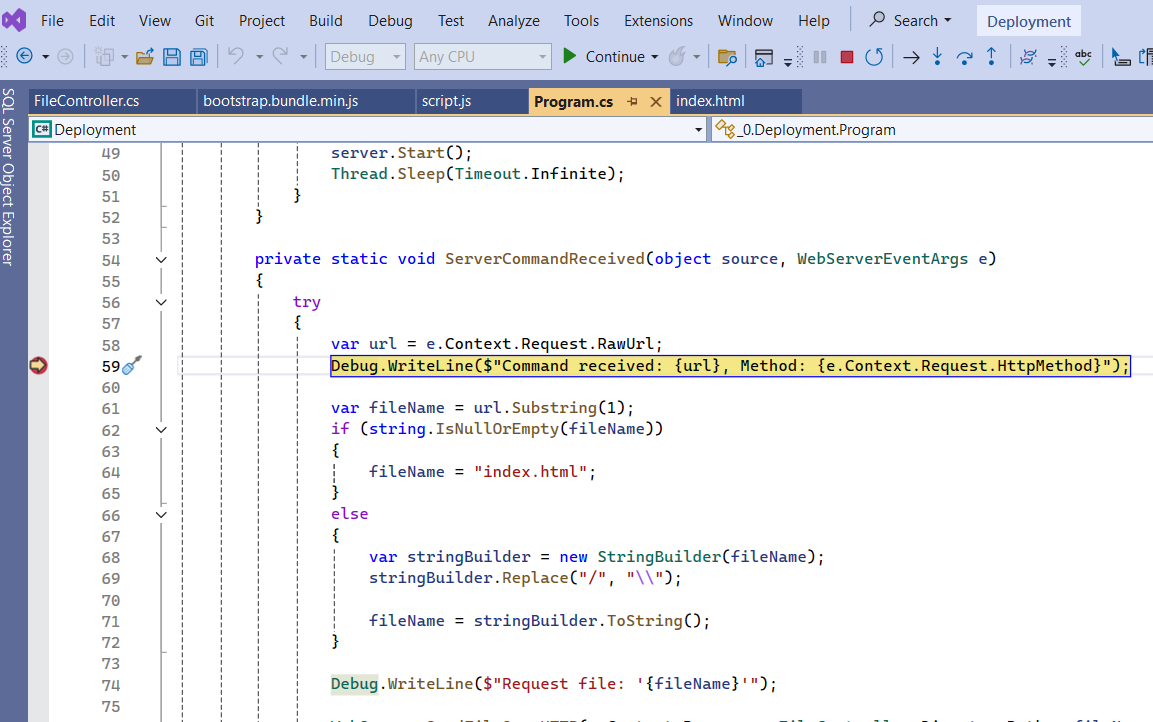 File Edit View Git Project Build Debug Test Analyze Tools Extensions Window Help Search Deployment
Debug Any CPU Continue abc
SQL Server Object Explorer
FileController.cs bootstrap.bundle.min.js script.js Program.cs index.html
C# Deployment _0.Deployment.Program
49 server.Start();
50 Thread.Sleep(Timeout.Infinite);
51 }
52 }
53
54 private static void ServerCommandReceived(object source, WebServerEventArgs e)
55 {
56 try
57 {
58 var url = e.Context.Request.RawUrl;
59 Debug.WriteLine($"Command received: {url}, Method: {e.Context.Request.HttpMethod}");
60
61 var fileName = url.Substring(1);
62 if (string.IsNullOrEmpty(fileName))
63 {
64 fileName = "index.html";
65 }
66 else
67 {
68 var stringBuilder = new StringBuilder(fileName);
69 stringBuilder.Replace("/", "\\");
70
71 fileName = stringBuilder.ToString();
72 }
73
74 Debug.WriteLine($"Request file: '{fileName}'");
75